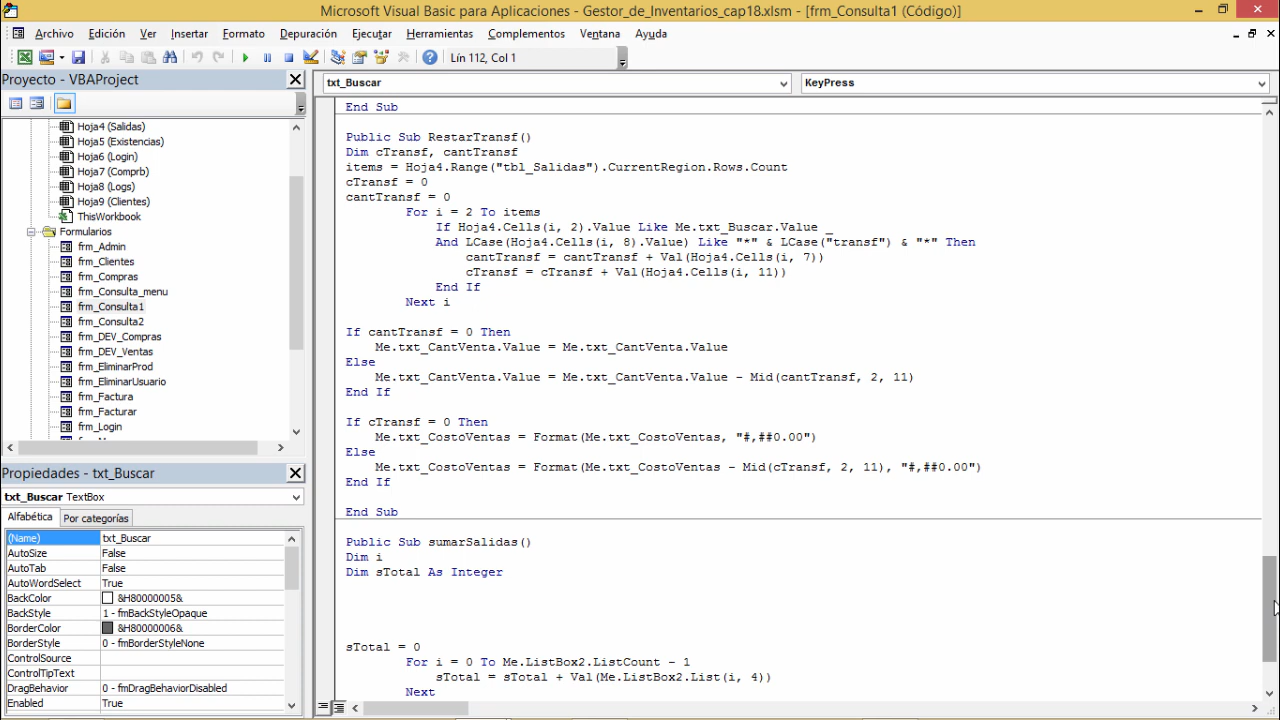 Microsoft Visual Basic para Aplicaciones - Gestor_de_Inventarios_cap18.xlsm - [frm_Consulta1 (Código)]
Archivo Edición Ver Insertar Formato Depuración Ejecutar Herramientas Complementos Ventana Ayuda
Lín 112, Col 1
Proyecto - VBAProject
Hoja4 (Salidas)
Hoja5 (Existencias)
Hoja6 (Login)
Hoja7 (Comprb)
Hoja8 (Logs)
Hoja9 (Clientes)
ThisWorkbook
Formularios
frm_Admin
frm_Clientes
frm_Compras
frm_Consulta_menu
frm_Consulta1
frm_Consulta2
frm_DEV_Compras
frm_DEV_Ventas
frm_EliminarProd
frm_EliminarUsuario
frm_Factura
frm_Facturar
frm_Login
Propiedades - txt_Buscar
txt_Buscar TextBox
Alfabética Por categorías
(Name) txt_Buscar
AutoSize False
AutoTab False
AutoWordSelect True
BackColor &H80000005&
BackStyle 1 - fmBackStyleOpaque
BorderColor &H80000006&
BorderStyle 0 - fmBorderStyleNone
ControlSource
ControlTipText
DragBehavior 0 - fmDragBehaviorDisabled
Enabled True
txt_Buscar KeyPress
End Sub
Public Sub RestarTransf()
Dim cTransf, cantTransf
items = Hoja4.Range("tbl_Salidas").CurrentRegion.Rows.Count
cTransf = 0
cantTransf = 0
For i = 2 To items
If Hoja4.Cells(i, 2).Value Like Me.txt_Buscar.Value _
And LCase(Hoja4.Cells(i, 8).Value) Like "*" & LCase("transf") & "*" Then
cantTransf = cantTransf + Val(Hoja4.Cells(i, 7))
cTransf = cTransf + Val(Hoja4.Cells(i, 11))
End If
Next i
If cantTransf = 0 Then
Me.txt_CantVenta.Value = Me.txt_CantVenta.Value
Else
Me.txt_CantVenta.Value = Me.txt_CantVenta.Value - Mid(cantTransf, 2, 11)
End If
If cTransf = 0 Then
Me.txt_CostoVentas = Format(Me.txt_CostoVentas, "#,##0.00")
Else
Me.txt_CostoVentas = Format(Me.txt_CostoVentas - Mid(cTransf, 2, 11), "#,##0.00")
End If
End Sub
Public Sub sumarSalidas()
Dim i
Dim sTotal As Integer
sTotal = 0
For i = 0 To Me.ListBox2.ListCount - 1
sTotal = sTotal + Val(Me.ListBox2.List(i, 4))
Next